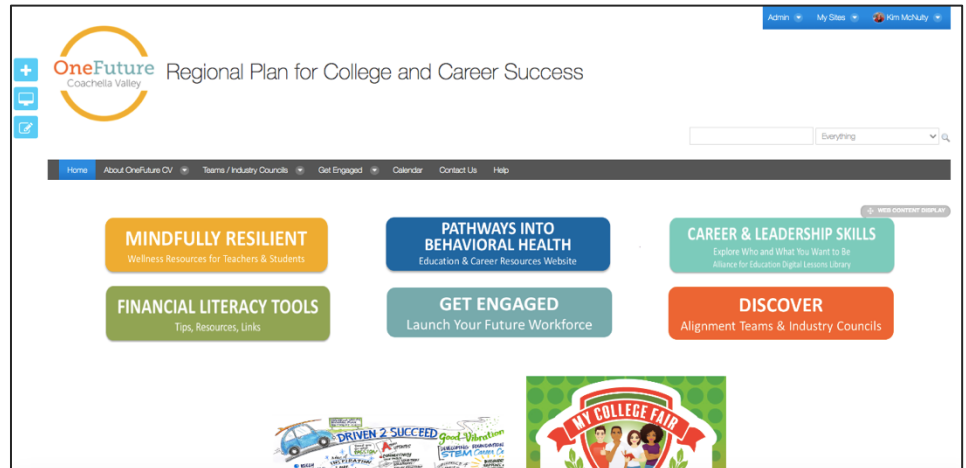 Admin My Sites Kim McNulty
OneFuture
Coachella Valley
Regional Plan for College and Career Success
Everything
Home About OneFuture CV Teams / Industry Councils Get Engaged Calendar Contact Us Help
WEB CONTENT DISPLAY
MINDFULLY RESILIENT
Wellness Resources for Teachers & Students
PATHWAYS INTO
BEHAVIORAL HEALTH
Education & Career Resources Website
CAREER & LEADERSHIP SKILLS
Explore Who and What You Want to Be
Alliance for Education Digital Lessons Library
FINANCIAL LITERACY TOOLS
Tips, Resources, Links
GET ENGAGED
Launch Your Future Workforce
DISCOVER
Alignment Teams & Industry Councils
DRIVEN 2 SUCCEED
Good-Vibration
DEVELOPING FOUNDATIONS
STEM Career
MY COLLEGE FAIR